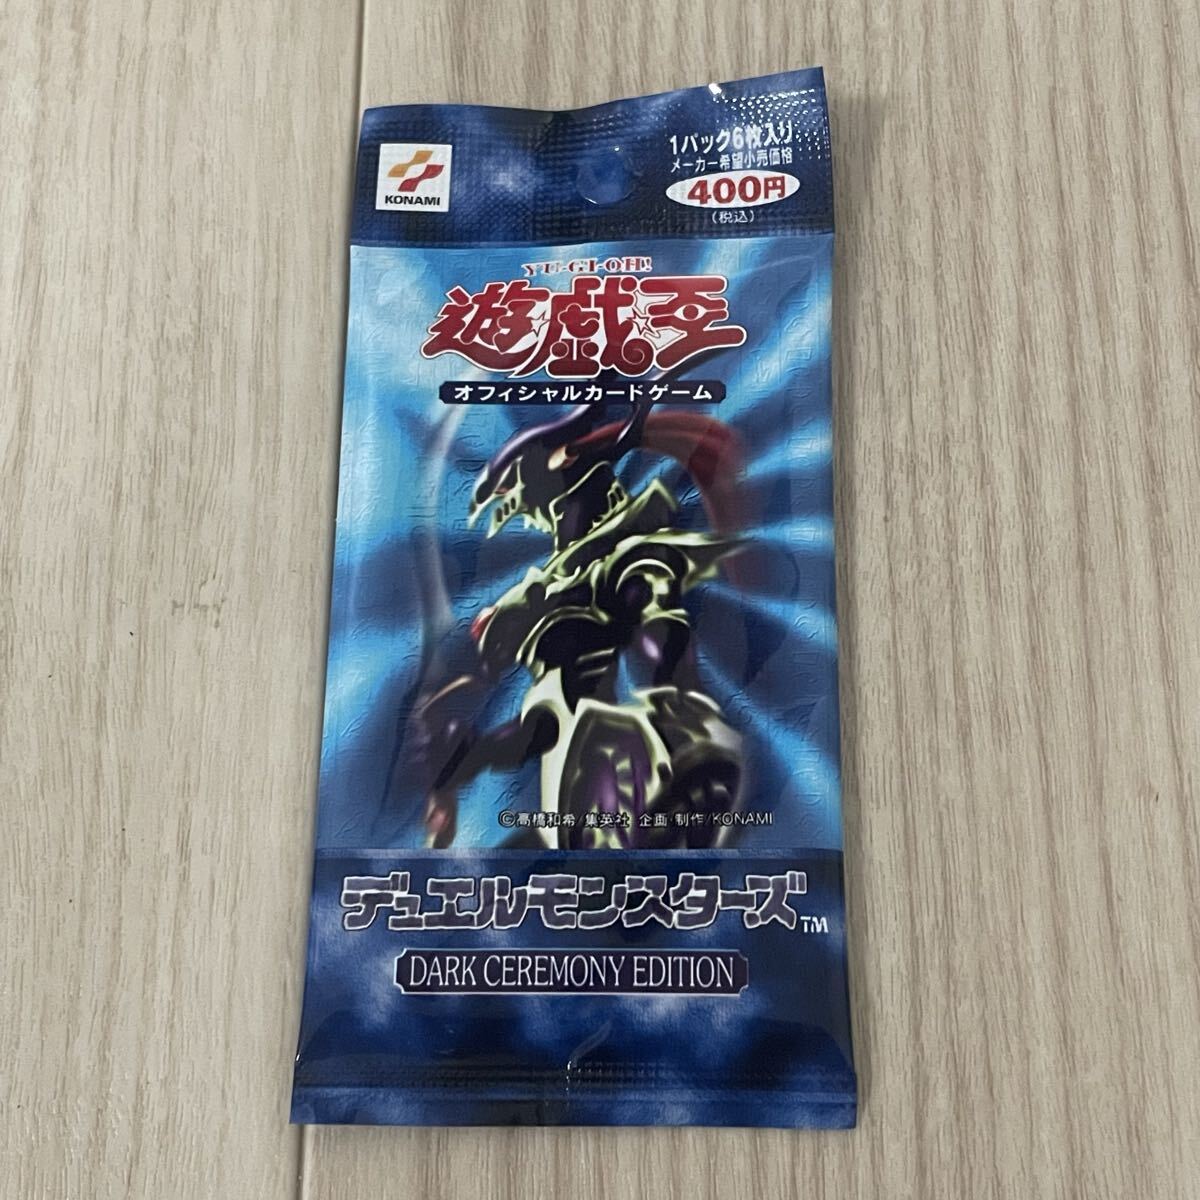 KONAMI
1パック6枚入り
メーカー希望小売価格
400円
(税込)
YU-GI-OH!
遊☆戯☆王
オフィシャルカードゲーム
©高橋和希/集英社 企画・制作/KONAMI
デュエルモンスターズ™
DARK CEREMONY EDITION